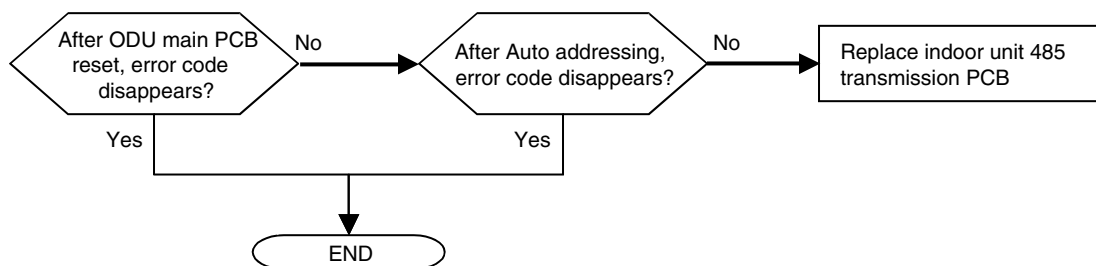 After ODU main PCB
reset, error code
disappears?
No
After Auto addressing,
error code disappears?
No
Replace indoor unit 485
transmission PCB
Yes
Yes
END